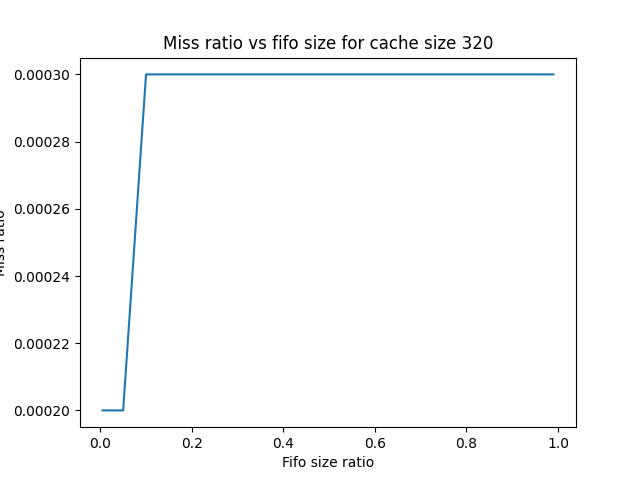 Miss ratio vs fifo size for cache size 320
0.00030
0.00028
0.00026
0.00024
0.00022
0.00020
Miss ratio
0.0 0.2 0.4 0.6 0.8 1.0
Fifo size ratio